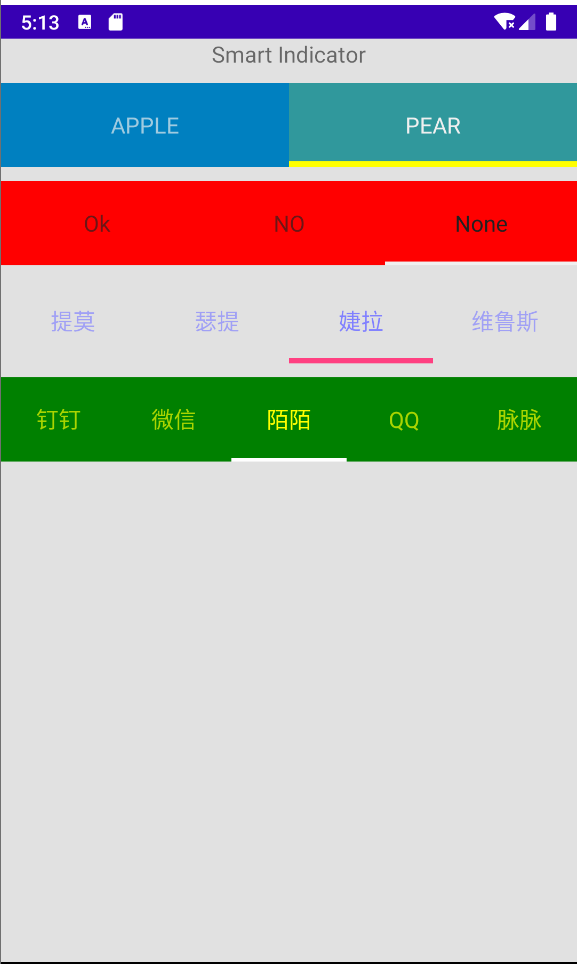 5:13
Smart Indicator
APPLE PEAR
Ok NO None
提莫 瑟提 婕拉 维鲁斯
钉钉 微信 陌陌 QQ 脉脉